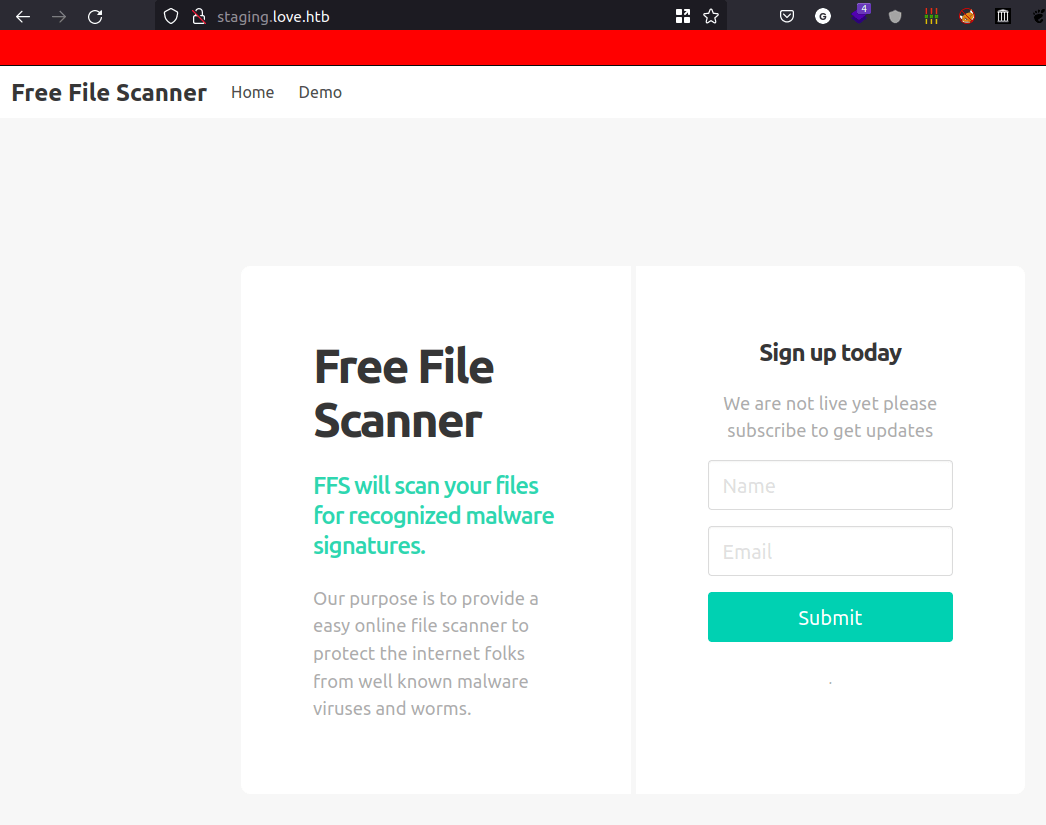 staging.love.htb
4
Free File Scanner Home Demo
Free File
Scanner
FFS will scan your files
for recognized malware
signatures.
Our purpose is to provide a
easy online file scanner to
protect the internet folks
from well known malware
viruses and worms.
Sign up today
We are not live yet please
subscribe to get updates
Name
Email
Submit
.